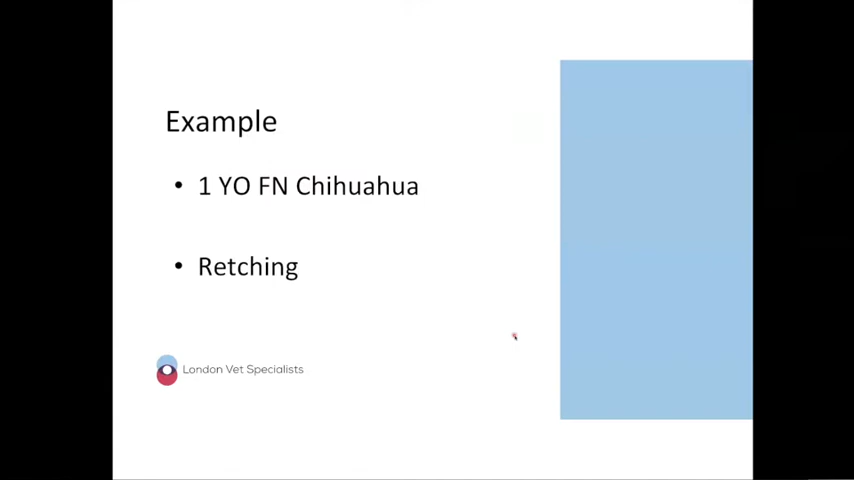 Example
• 1 YO FN Chihuahua
• Retching
London Vet Specialists